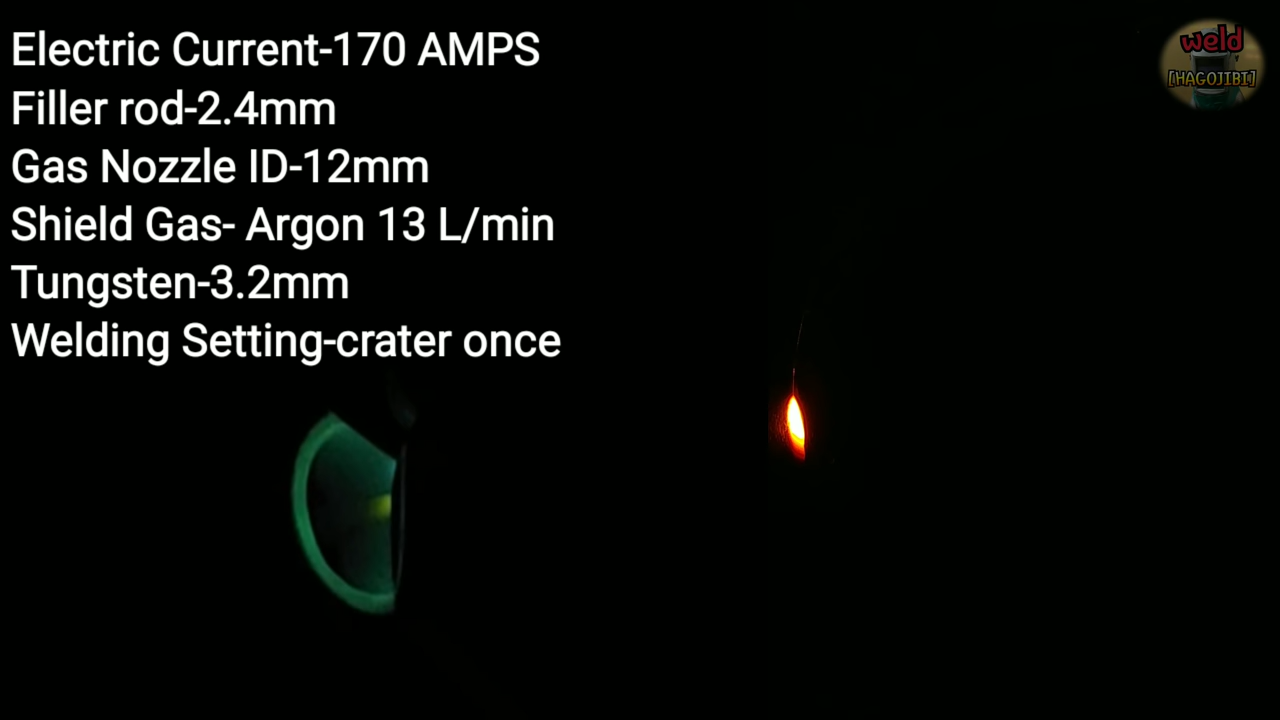 Electric Current-170 AMPS
Filler rod-2.4mm
Gas Nozzle ID-12mm
Shield Gas- Argon 13 L/min
Tungsten-3.2mm
Welding Setting-crater once
weld
[HAGOJIBI]